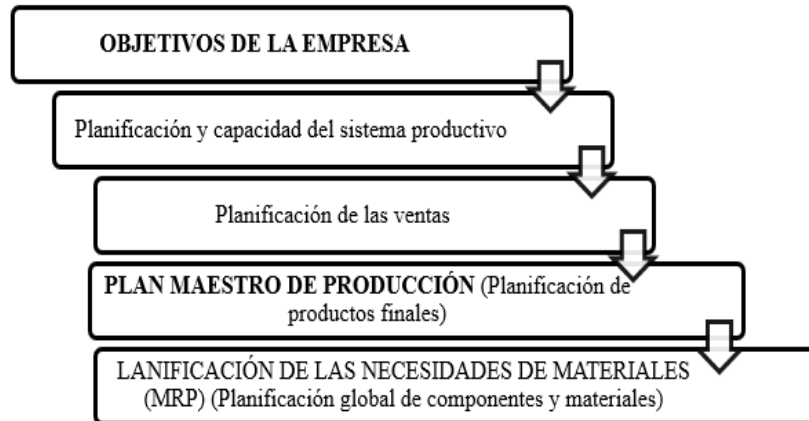 OBJETIVOS DE LA EMPRESA
Planificación y capacidad del sistema productivo
Planificación de las ventas
PLAN MAESTRO DE PRODUCCIÓN (Planificación de
productos finales)
LANIFICACIÓN DE LAS NECESIDADES DE MATERIALES
(MRP) (Planificación global de componentes y materiales)